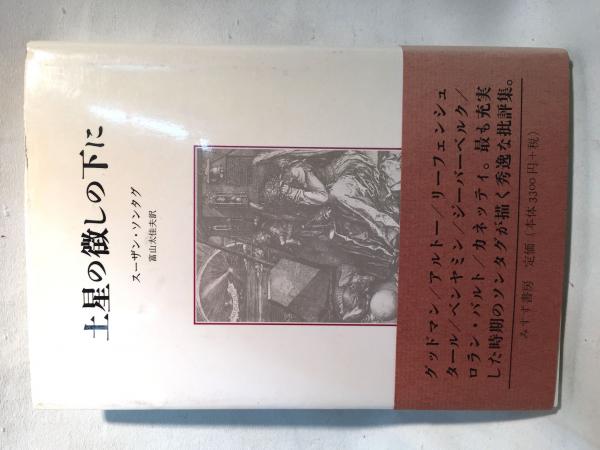 土星の徴しの下に
スーザン・ソンタグ
富山太佳夫訳
グッドマン/アルトー/リーフェンシュ
タール/ベンヤミン/ジーバーベルク/
ロラン・バルト/カネッティ。最も充実
した時期のソンタグが描く秀逸な批評集。
みすず書房 定価(本体3300円+税)